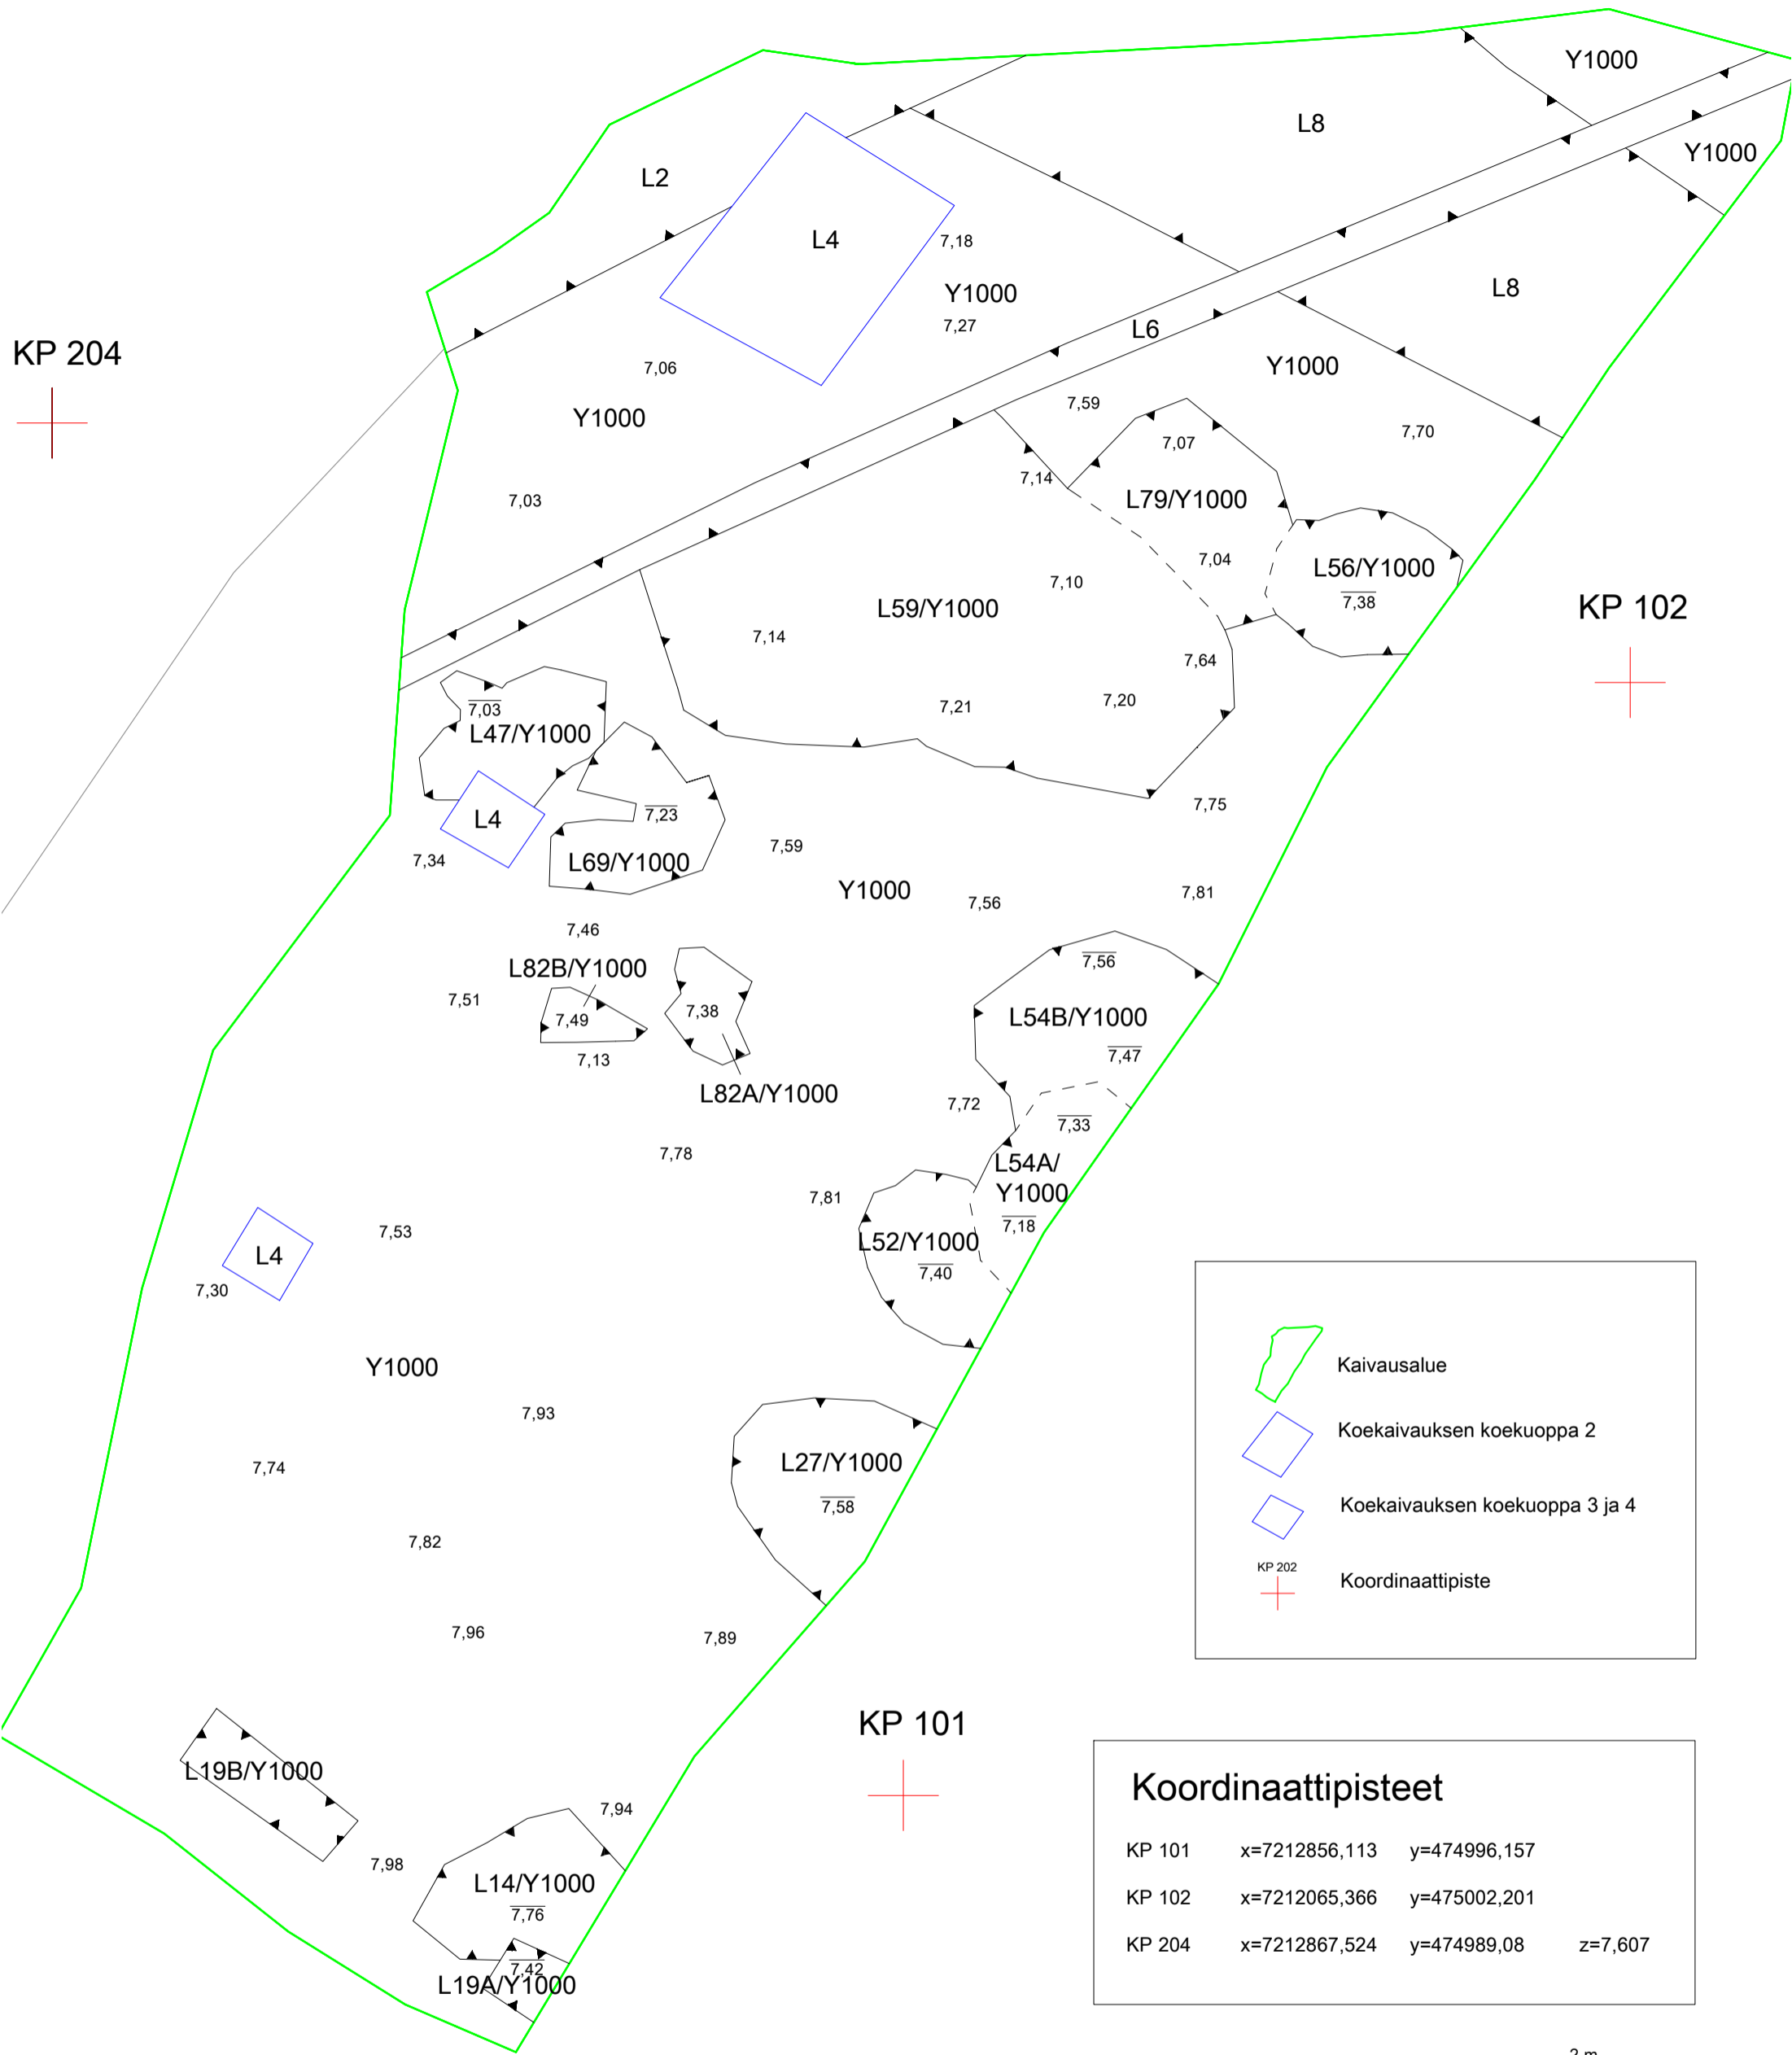 Y1000
L8
Y1000
L2
L4
7,18
Y1000
L8
7,27
L6
KP 204
7,06
Y1000
7,59
Y1000
7,70
7,07
7,14
L79/Y1000
7,03
7,04
L56/Y1000
7,38
7,10
L59/Y1000
KP 102
7,14
7,64
7,20
7,21
7,03
L47/Y1000
L4
7,23
7,34
L69/Y1000
7,59
7,75
Y1000
7,56
7,81
7,46
L82B/Y1000
7,51
7,49
7,38
7,13
L82A/Y1000
7,56
L54B/Y1000
7,47
7,72
7,33
7,78
L54A/
Y1000
7,18
7,81
L52/Y1000
7,40
7,53
L4
7,30
Y1000
7,93
7,74
L27/Y1000
7,58
7,82
7,96
7,89
Kaivausalue
Koekaivauksen koekuoppa 2
Koekaivauksen koekuoppa 3 ja 4
KP 202
Koordinaattipiste
KP 101
L19B/Y1000
7,94
7,98
L14/Y1000
7,76
7,42
L19A/Y1000
Koordinaattipisteet
KP 101 x=7212856,113 y=474996,157
KP 102 x=7212065,366 y=475002,201
KP 204 x=7212867,524 y=474989,08 z=7,607
2 m